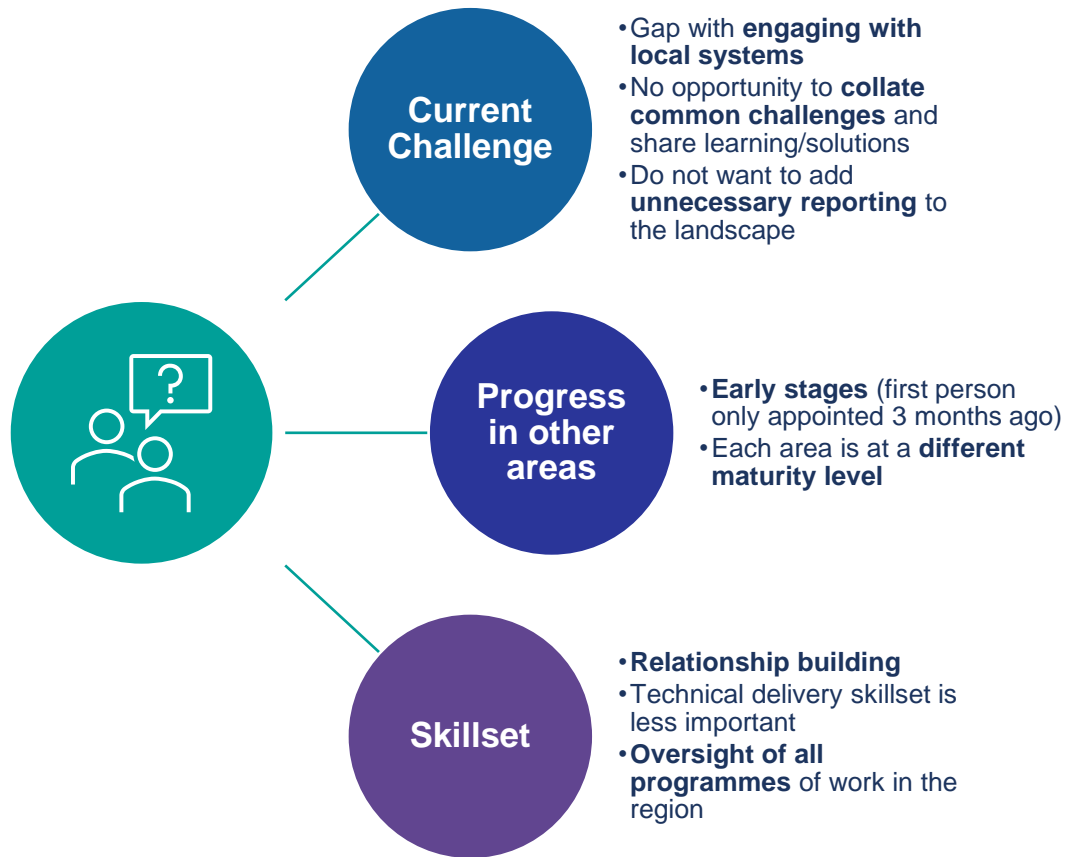 Current
Challenge
•Gap with engaging with
local systems
•No opportunity to collate
common challenges and
share learning/solutions
•Do not want to add
unnecessary reporting to
the landscape
?
Progress
in other
areas
•Early stages (first person
only appointed 3 months ago)
•Each area is at a different
maturity level
Skillset
•Relationship building
•Technical delivery skillset is
less important
•Oversight of all
programmes of work in the
region